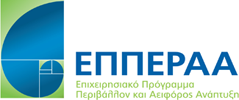 ΕΠΠΕΡΑΑ
Επιχειρησιακό Πρόγραμμα
Περιβάλλον και Αειφόρος Ανάπτυξη